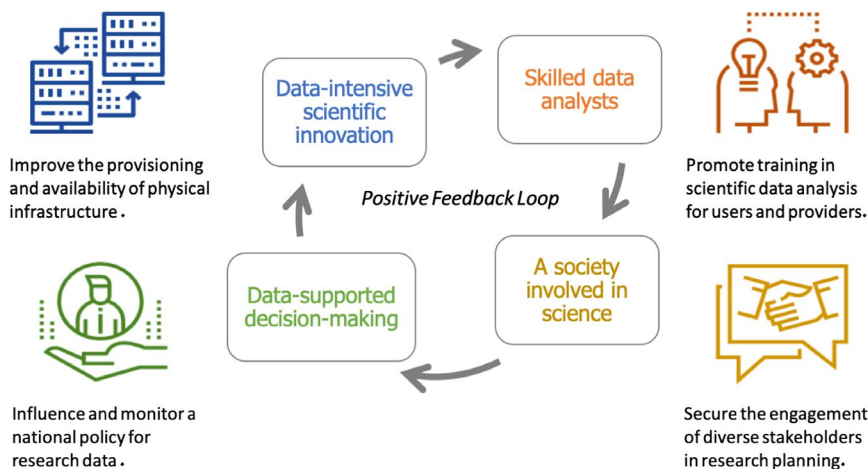 Data-intensive
scientific
innovation
Skilled data
analysts
Improve the provisioning
and availability of physical
infrastructure .
Promote training in
scientific data analysis
for users and providers.
Positive Feedback Loop
Data-supported
decision-making
A society
involved in
science
Influence and monitor a
national policy for
research data .
Secure the engagement
of diverse stakeholders
in research planning.